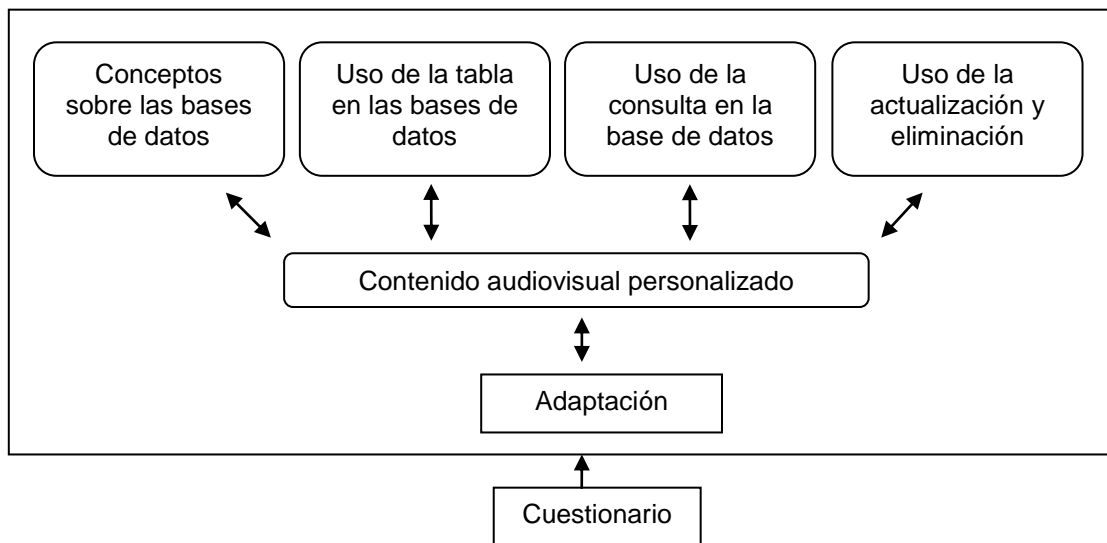 Conceptos
sobre las bases
de datos
Uso de la tabla
en las bases de
datos
Uso de la
consulta en la
base de datos
Uso de la
actualización y
eliminación
Contenido audiovisual personalizado
Adaptación
Cuestionario